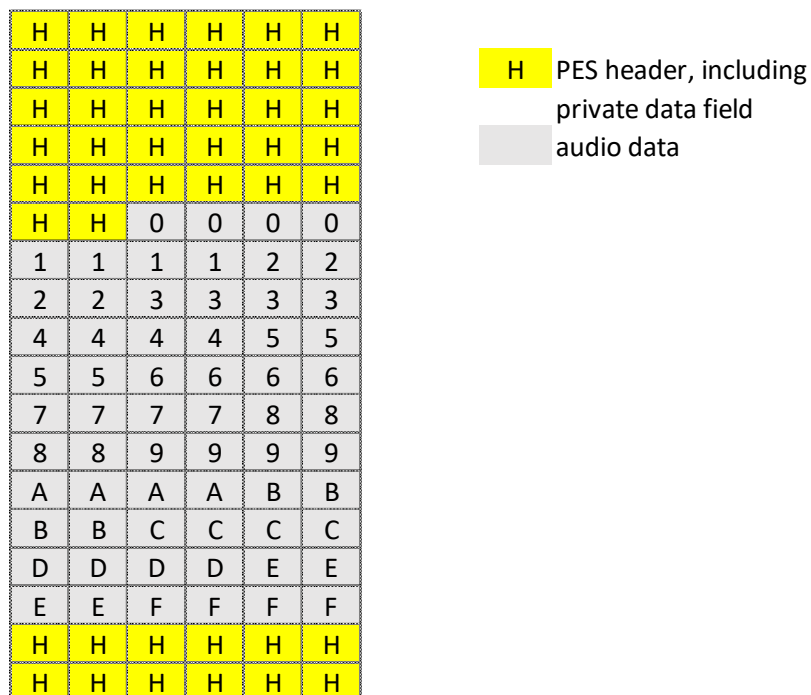 H H H H H H
H H H H H H
H H H H H H
H H H H H H
H H H H H H
H H 0 0 0 0
1 1 1 1 2 2
2 2 3 3 3 3
4 4 4 4 5 5
5 5 6 6 6 6
7 7 7 7 8 8
8 8 9 9 9 9
A A A A B B
B B C C C C
D D D D E E
E E F F F F
H H H H H H
H H H H H H
H PES header, including
private data field
audio data